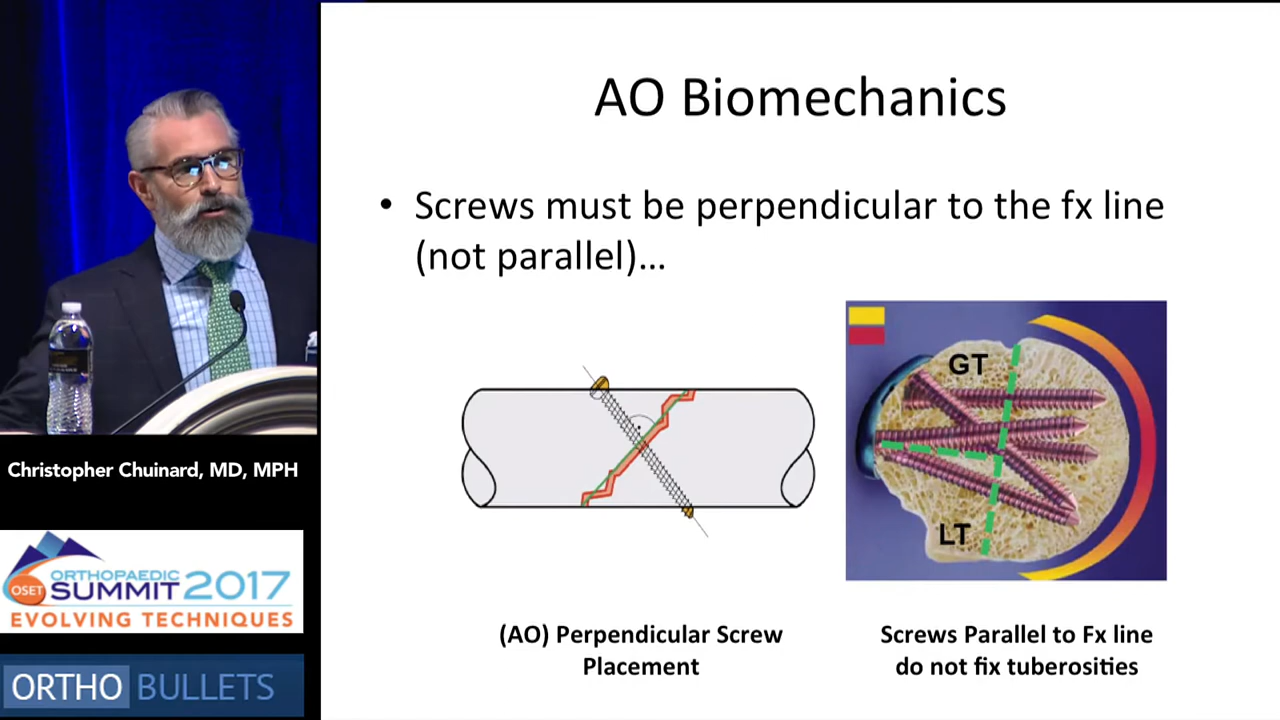 AO Biomechanics
• Screws must be perpendicular to the fx line
(not parallel)...
GT
LT
(AO) Perpendicular Screw
Placement
Screws Parallel to Fx line
do not fix tuberosities
Christopher Chuinard, MD, MPH
OSET
ORTHOPAEDIC
SUMMIT 2017
EVOLVING TECHNIQUES
ORTHO BULLETS